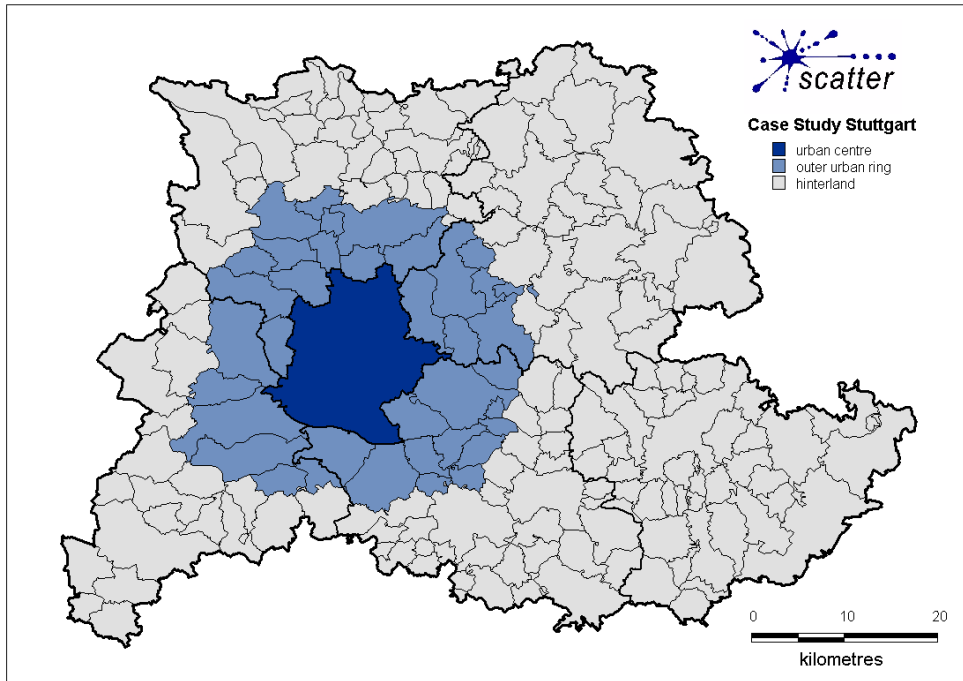 scatter
Case Study Stuttgart
urban centre
outer urban ring
hinterland
0 10 20
kilometres